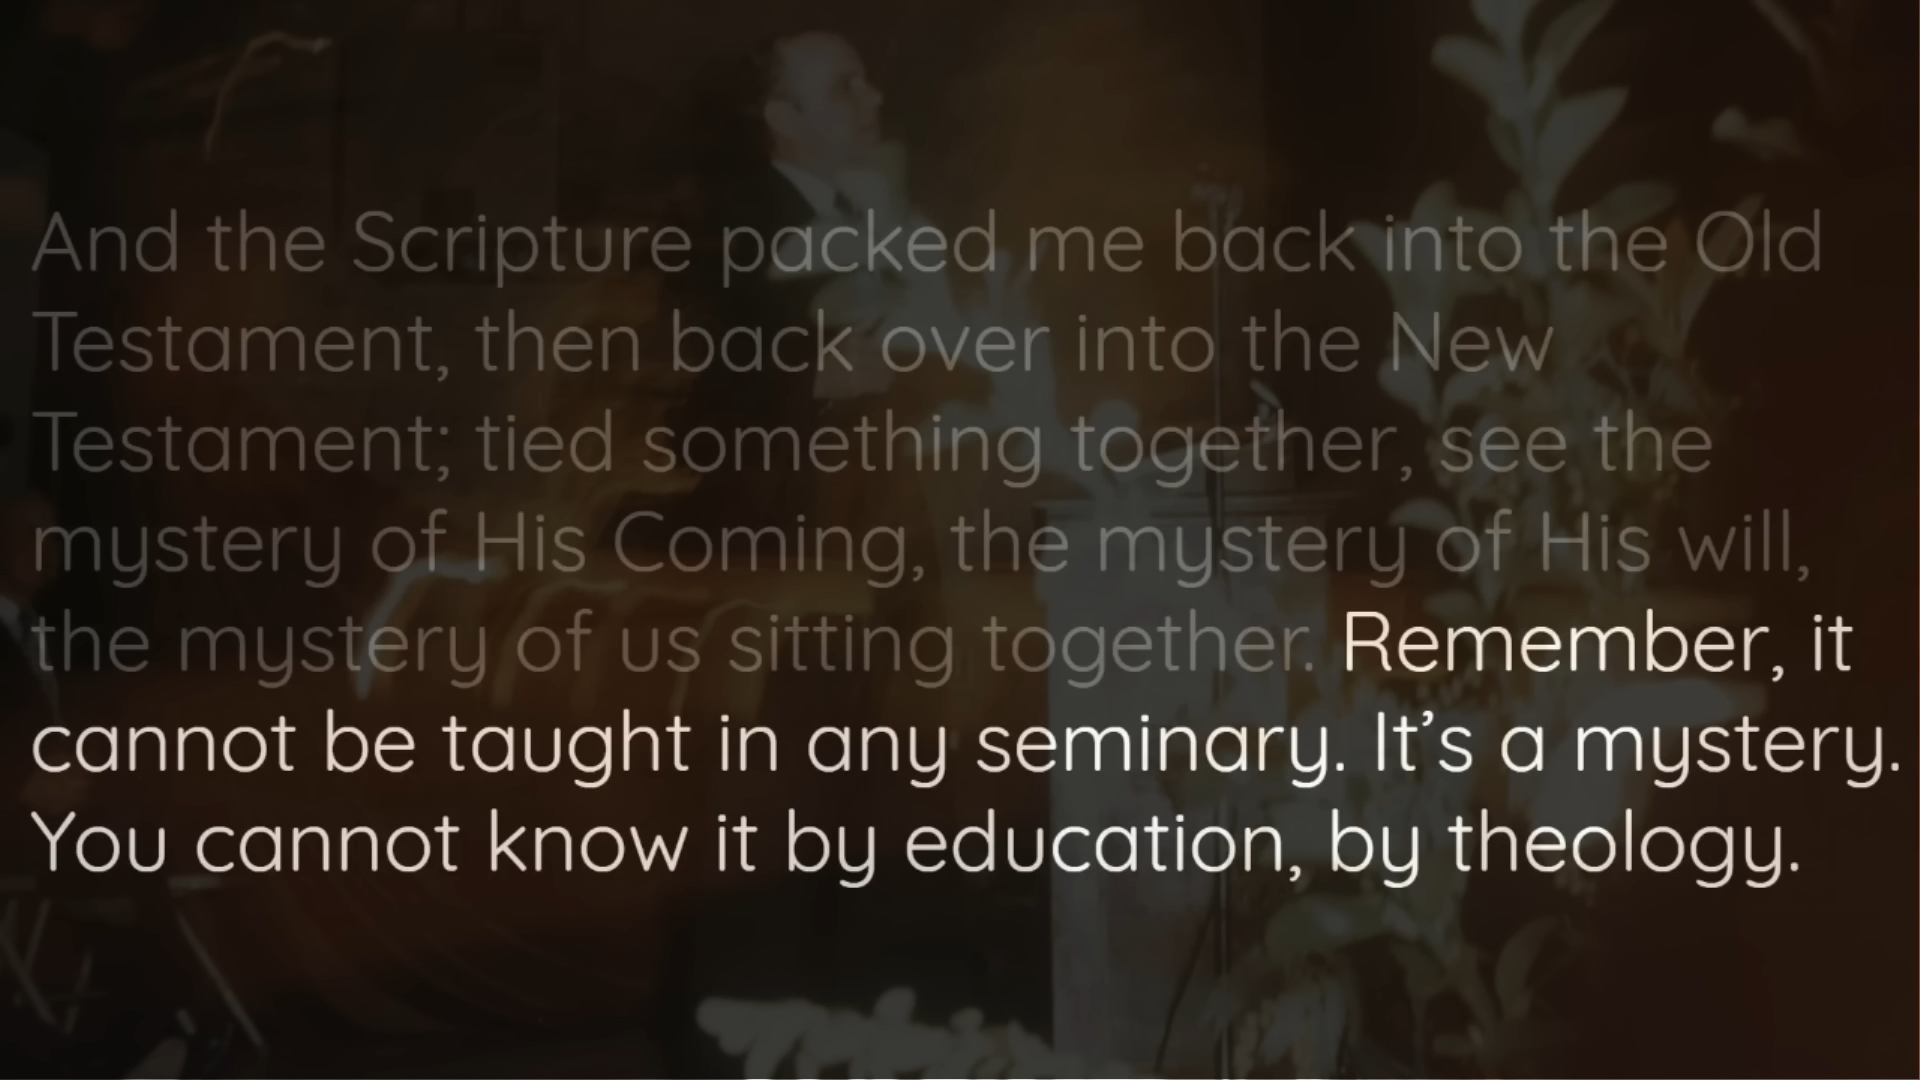 And the Scripture packed me back into the Old
Testament, then back over into the New
Testament; tied something together, see the
mystery of His Coming, the mystery of His will,
the mystery of us sitting together. Remember, it
cannot be taught in any seminary. It’s a mystery.
You cannot know it by education, by theology.